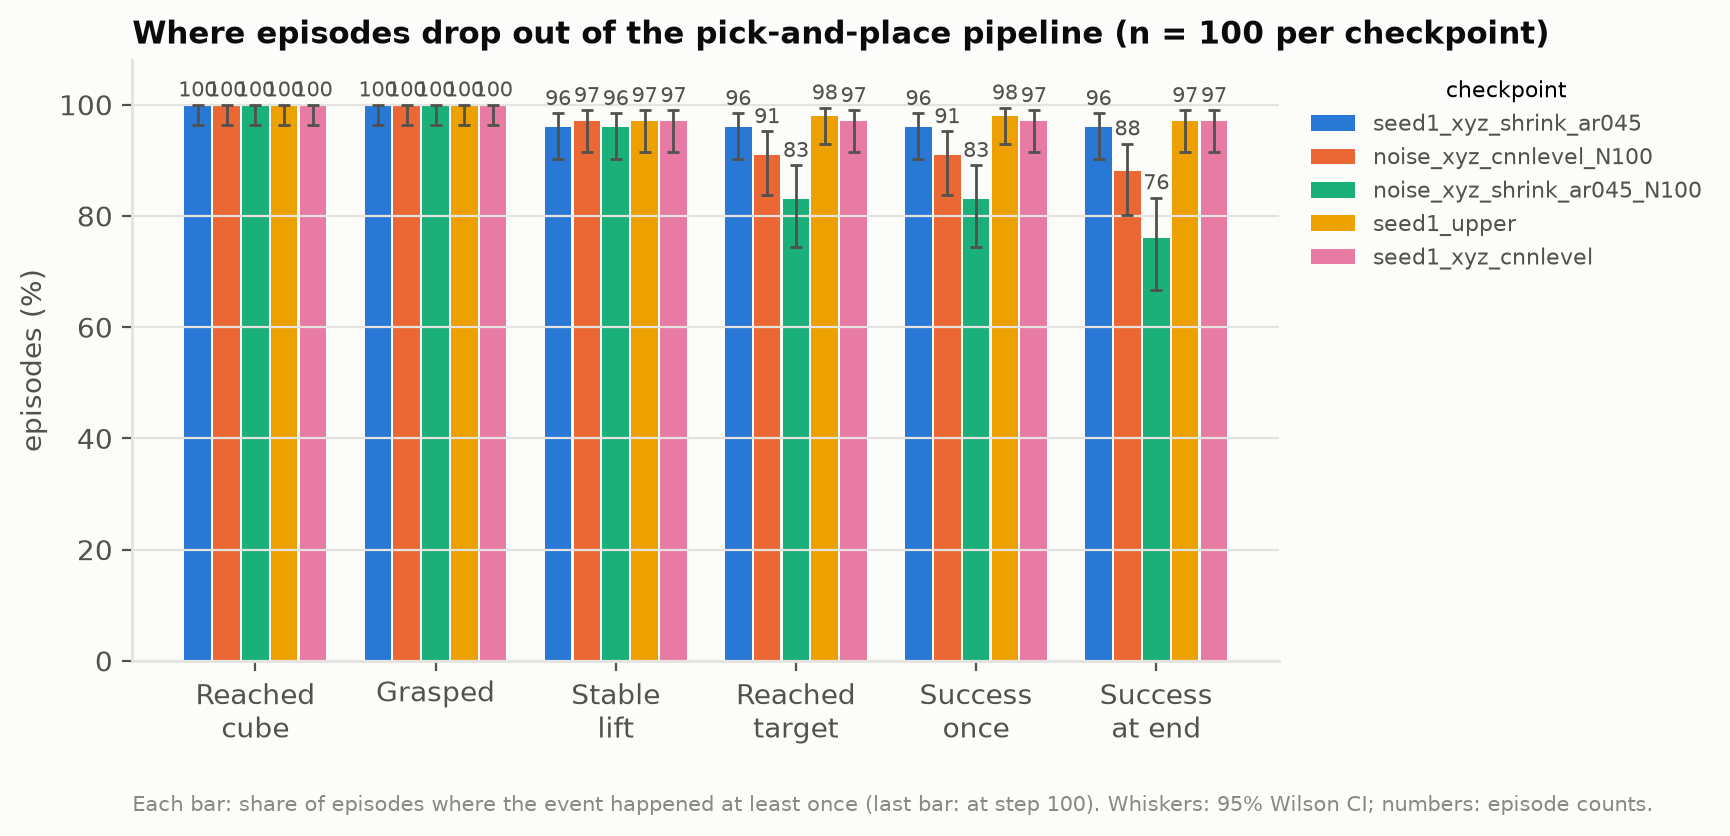 Where episodes drop out of the pick-and-place pipeline (n = 100 per checkpoint)
episodes (%)
100
80
60
40
20
0
100 100 100 100 100
100 100 100 100 100
96 97 96 97 97
96 91 83 98 97
96 91 83 98 97
96 88 76 97 97
Reached
cube
Grasped
Stable
lift
Reached
target
Success
once
Success
at end
checkpoint
seed1_xyz_shrink_ar045
noise_xyz_cnnlevel_N100
noise_xyz_shrink_ar045_N100
seed1_upper
seed1_xyz_cnnlevel
Each bar: share of episodes where the event happened at least once (last bar: at step 100). Whiskers: 95% Wilson CI; numbers: episode counts.